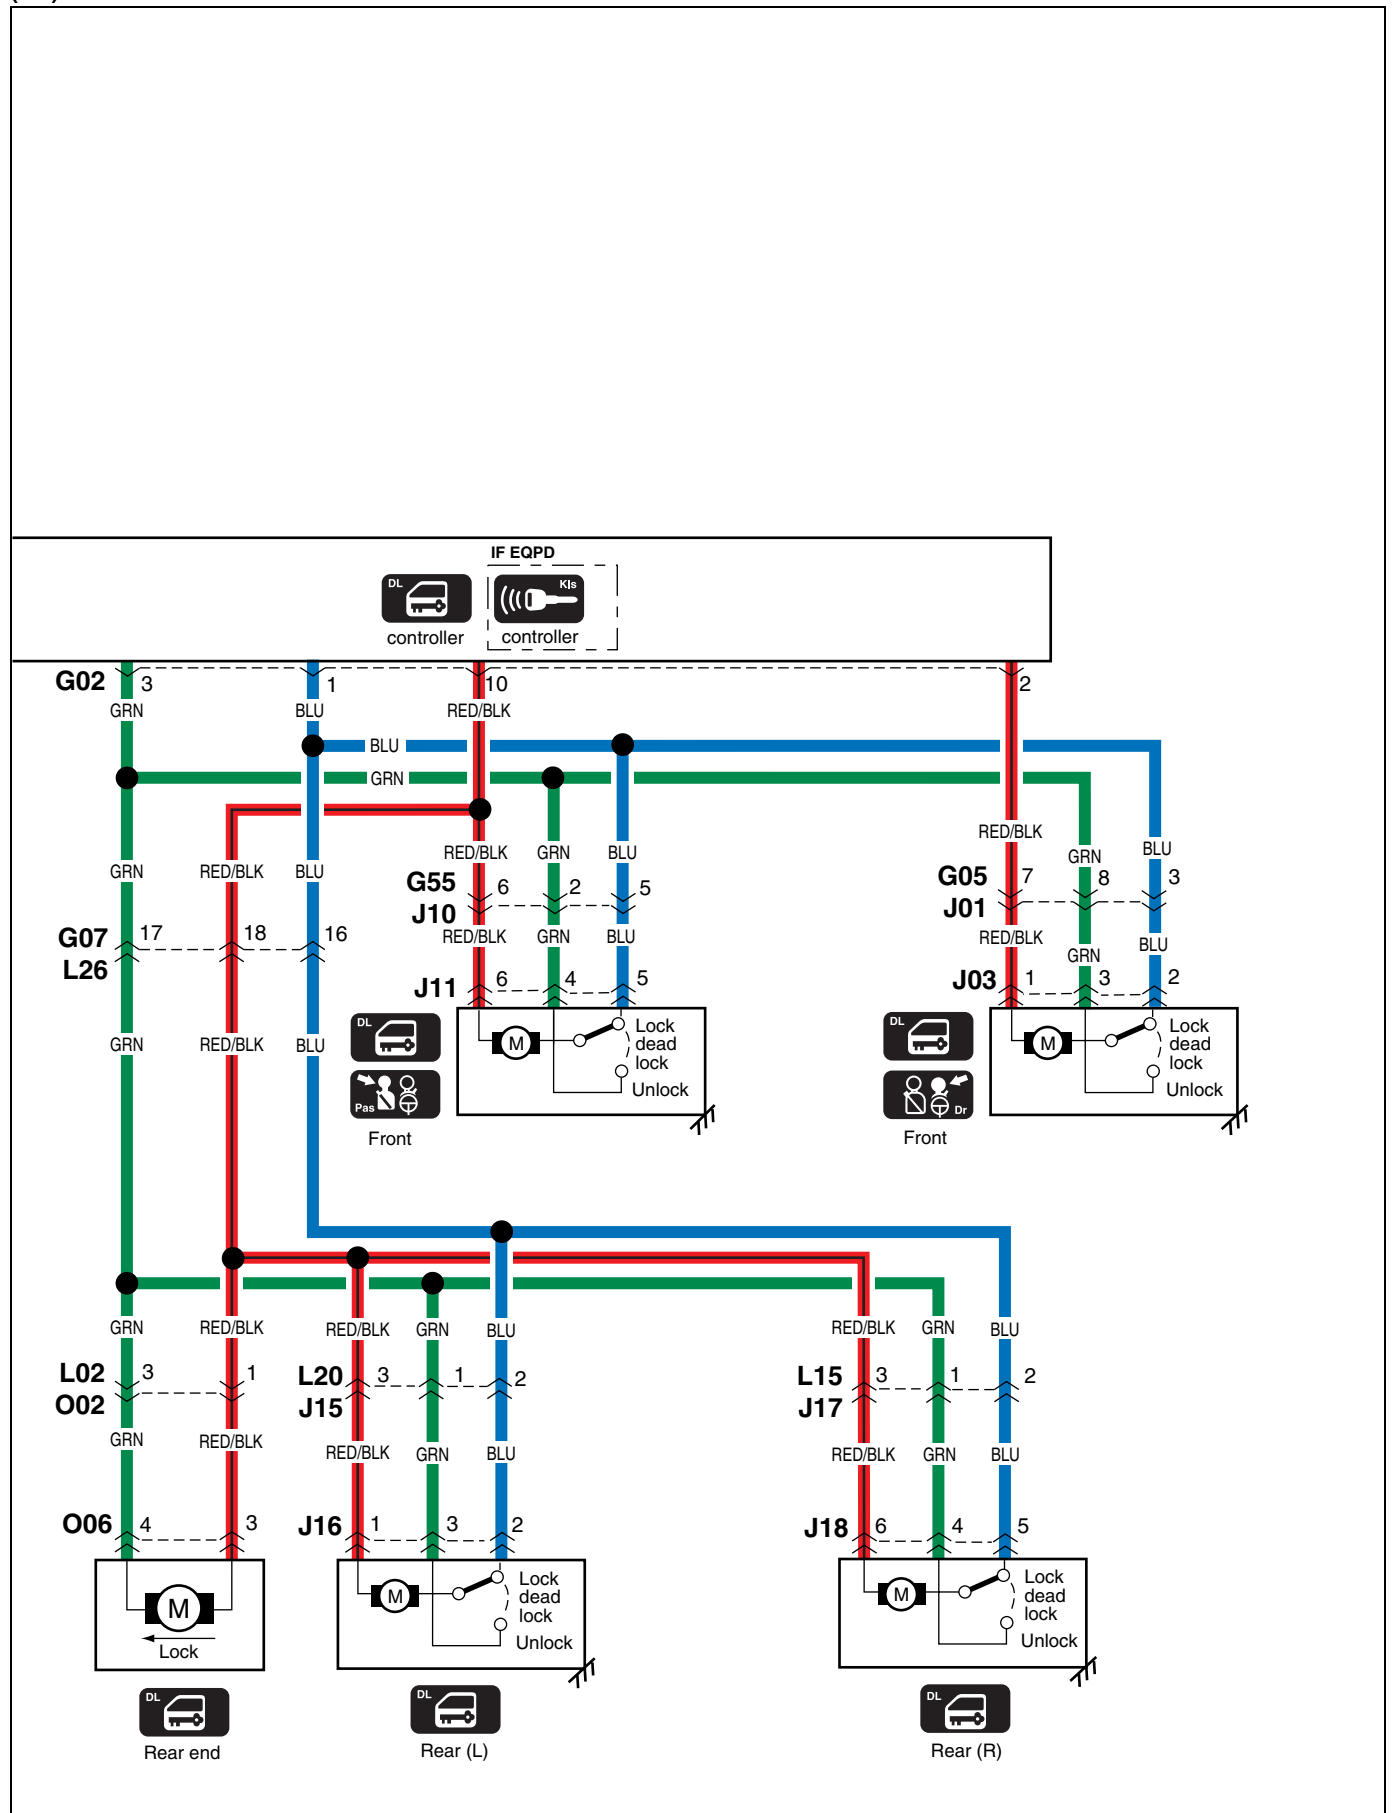 IF EQPD
DL
K|s
controller
controller
G02
3
1
10
2
GRN
BLU
RED/BLK
BLU
GRN
RED/BLK
GRN
RED/BLK
BLU
RED/BLK
GRN
BLU
GRN
BLU
G55
6
2
5
J10
G05
7
8
3
J01
RED/BLK
GRN
BLU
RED/BLK
GRN
BLU
G07
17
18
16
L26
J11
6
4
5
J03
1
3
2
GRN
RED/BLK
BLU
DL
M
Lock
dead
lock
Unlock
Pas
Front
DL
M
Lock
dead
lock
Unlock
Dr
Front
GRN
RED/BLK
RED/BLK
GRN
BLU
RED/BLK
GRN
BLU
L02
3
1
O02
L20
3
1
2
J15
L15
3
1
2
J17
GRN
RED/BLK
RED/BLK
GRN
BLU
RED/BLK
GRN
BLU
O06
4
3
J16
1
3
2
J18
6
4
5
M
Lock
M
Lock
dead
lock
Unlock
M
Lock
dead
lock
Unlock
DL
Rear end
DL
Rear (L)
DL
Rear (R)